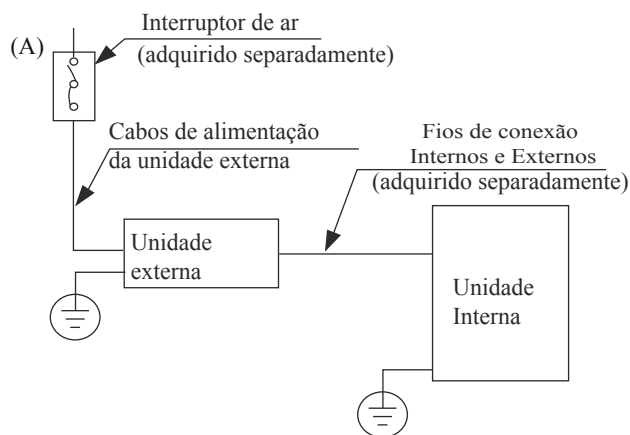 (A)
Interruptor de ar
(adquirido separadamente)
Cabos de alimentação
da unidade externa
Fios de conexão
Internos e Externos
(adquirido separadamente)
Unidade
externa
Unidade
Interna